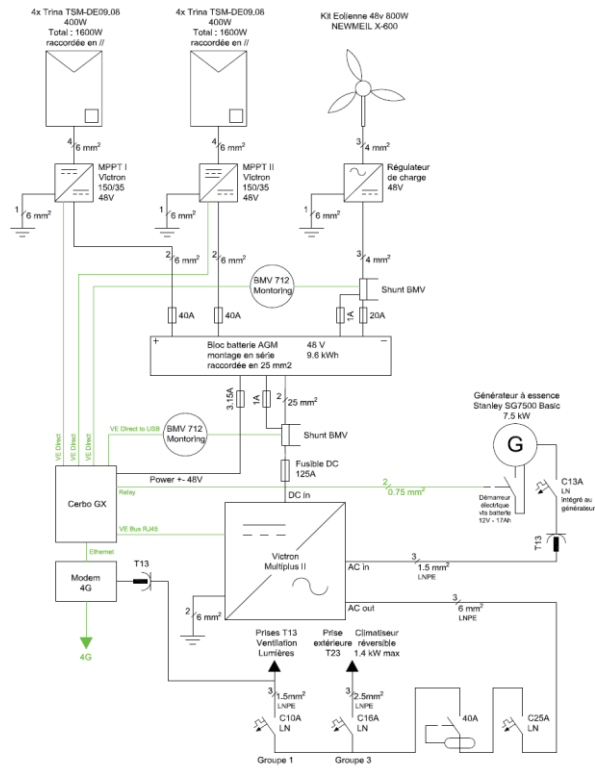 4x Trina TSM-DE09.08
400W
Total : 1600W
raccordée en //
4x Trina TSM-DE09.08
400W
Total : 1600W
raccordée en //
Kit Eolienne 48v 800W
NEWMEIL X-600
4
6 mm²
4
6 mm²
3
4 mm²
MPPT I
Victron
150/35
48V
MPPT II
Victron
150/35
48V
Régulateur
de charge
48V
1
6 mm²
1
6 mm²
1
6 mm²
2
6 mm²
2
6 mm²
3
4 mm²
BMV 712
Montoring
Shunt BMV
40A
40A
1A
20A
+
Bloc batterie AGM
montage en série
raccordée en 25 mm2
48 V
9.6 kWh
−
3.15A
1A
2
25 mm²
VE Direct
VE Direct
VE Direct
VE Direct to USB
BMV 712
Montoring
Shunt BMV
Fusible DC
125A
Générateur à essence
Stanley SG7500 Basic
7.5 kW
G
C13A
LN
Intégré au
générateur
Démarreur
électrique
via batterie
12V - 17Ah
T13
Power +- 48V
Cerbo GX
Relay
2
0.75 mm²
DC in
VE Bus RJ45
Victron
Multiplus II
AC in
3
1.5 mm²
LNPE
AC out
3
6 mm²
LNPE
Ethernet
Modem
4G
T13
4G
2
6 mm²
Prises T13
Ventilation
Lumières
Prise
extérieure
T23
Climatiseur
réversible
1,4 kW max
3
1.5mm²
LNPE
3
2.5mm²
LNPE
C10A
LN
C16A
LN
40A
C25A
LN
Groupe 1
Groupe 3